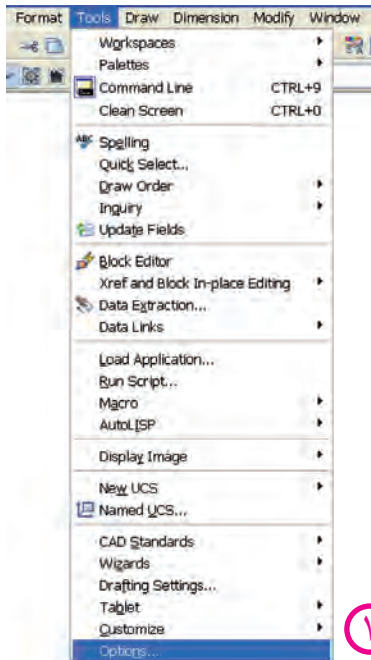 Format Tools Draw Dimension Modify Window
Workspaces
Palettes
Command Line CTRL+9
Clean Screen CTRL+0
ABC Spelling
Quick Select...
Draw Order
Inquiry
Update Fields
Block Editor
Xref and Block In-place Editing
Data Extraction...
Data Links
Load Application...
Run Script...
Macro
AutoLISP
Display Image
New UCS
Named UCS...
CAD Standards
Wizards
Drafting Settings...
Tablet
Customize
Options...
۱